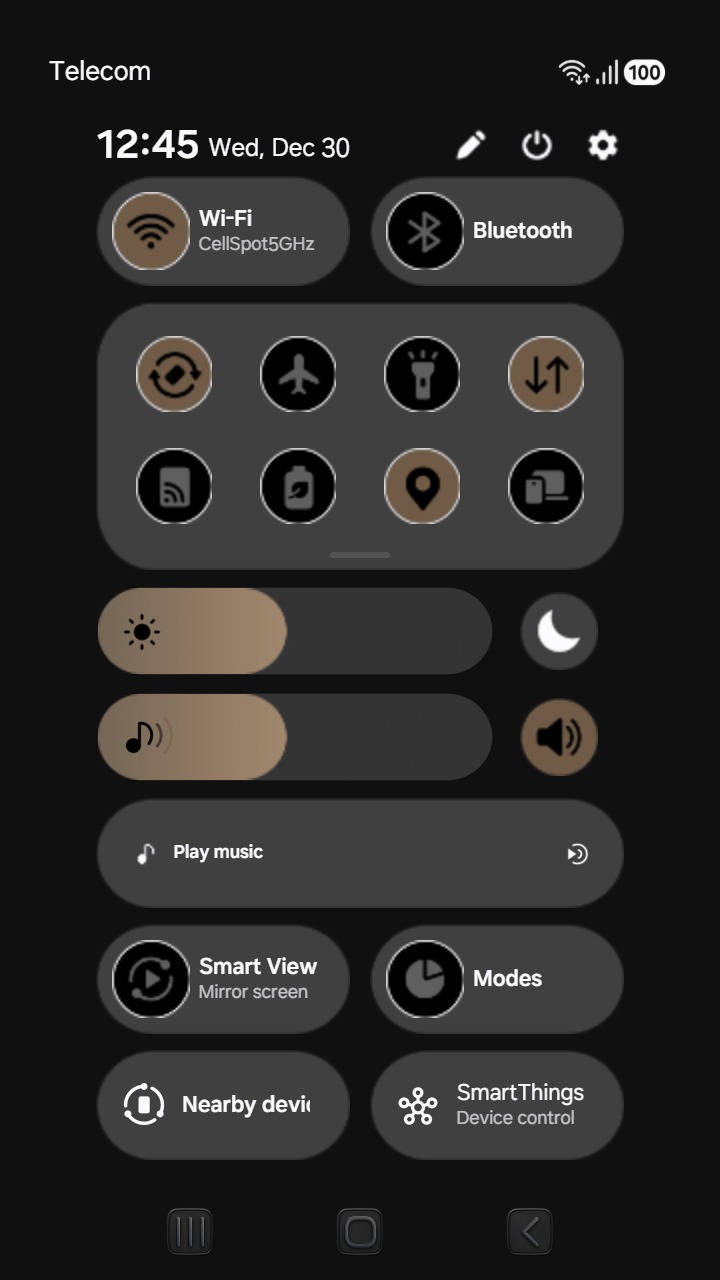 Telecom
100
12:45 Wed, Dec 30
Wi-Fi
CellSpot5GHz
Bluetooth
Play music
Smart View
Mirror screen
Modes
Nearby devi
SmartThings
Device control